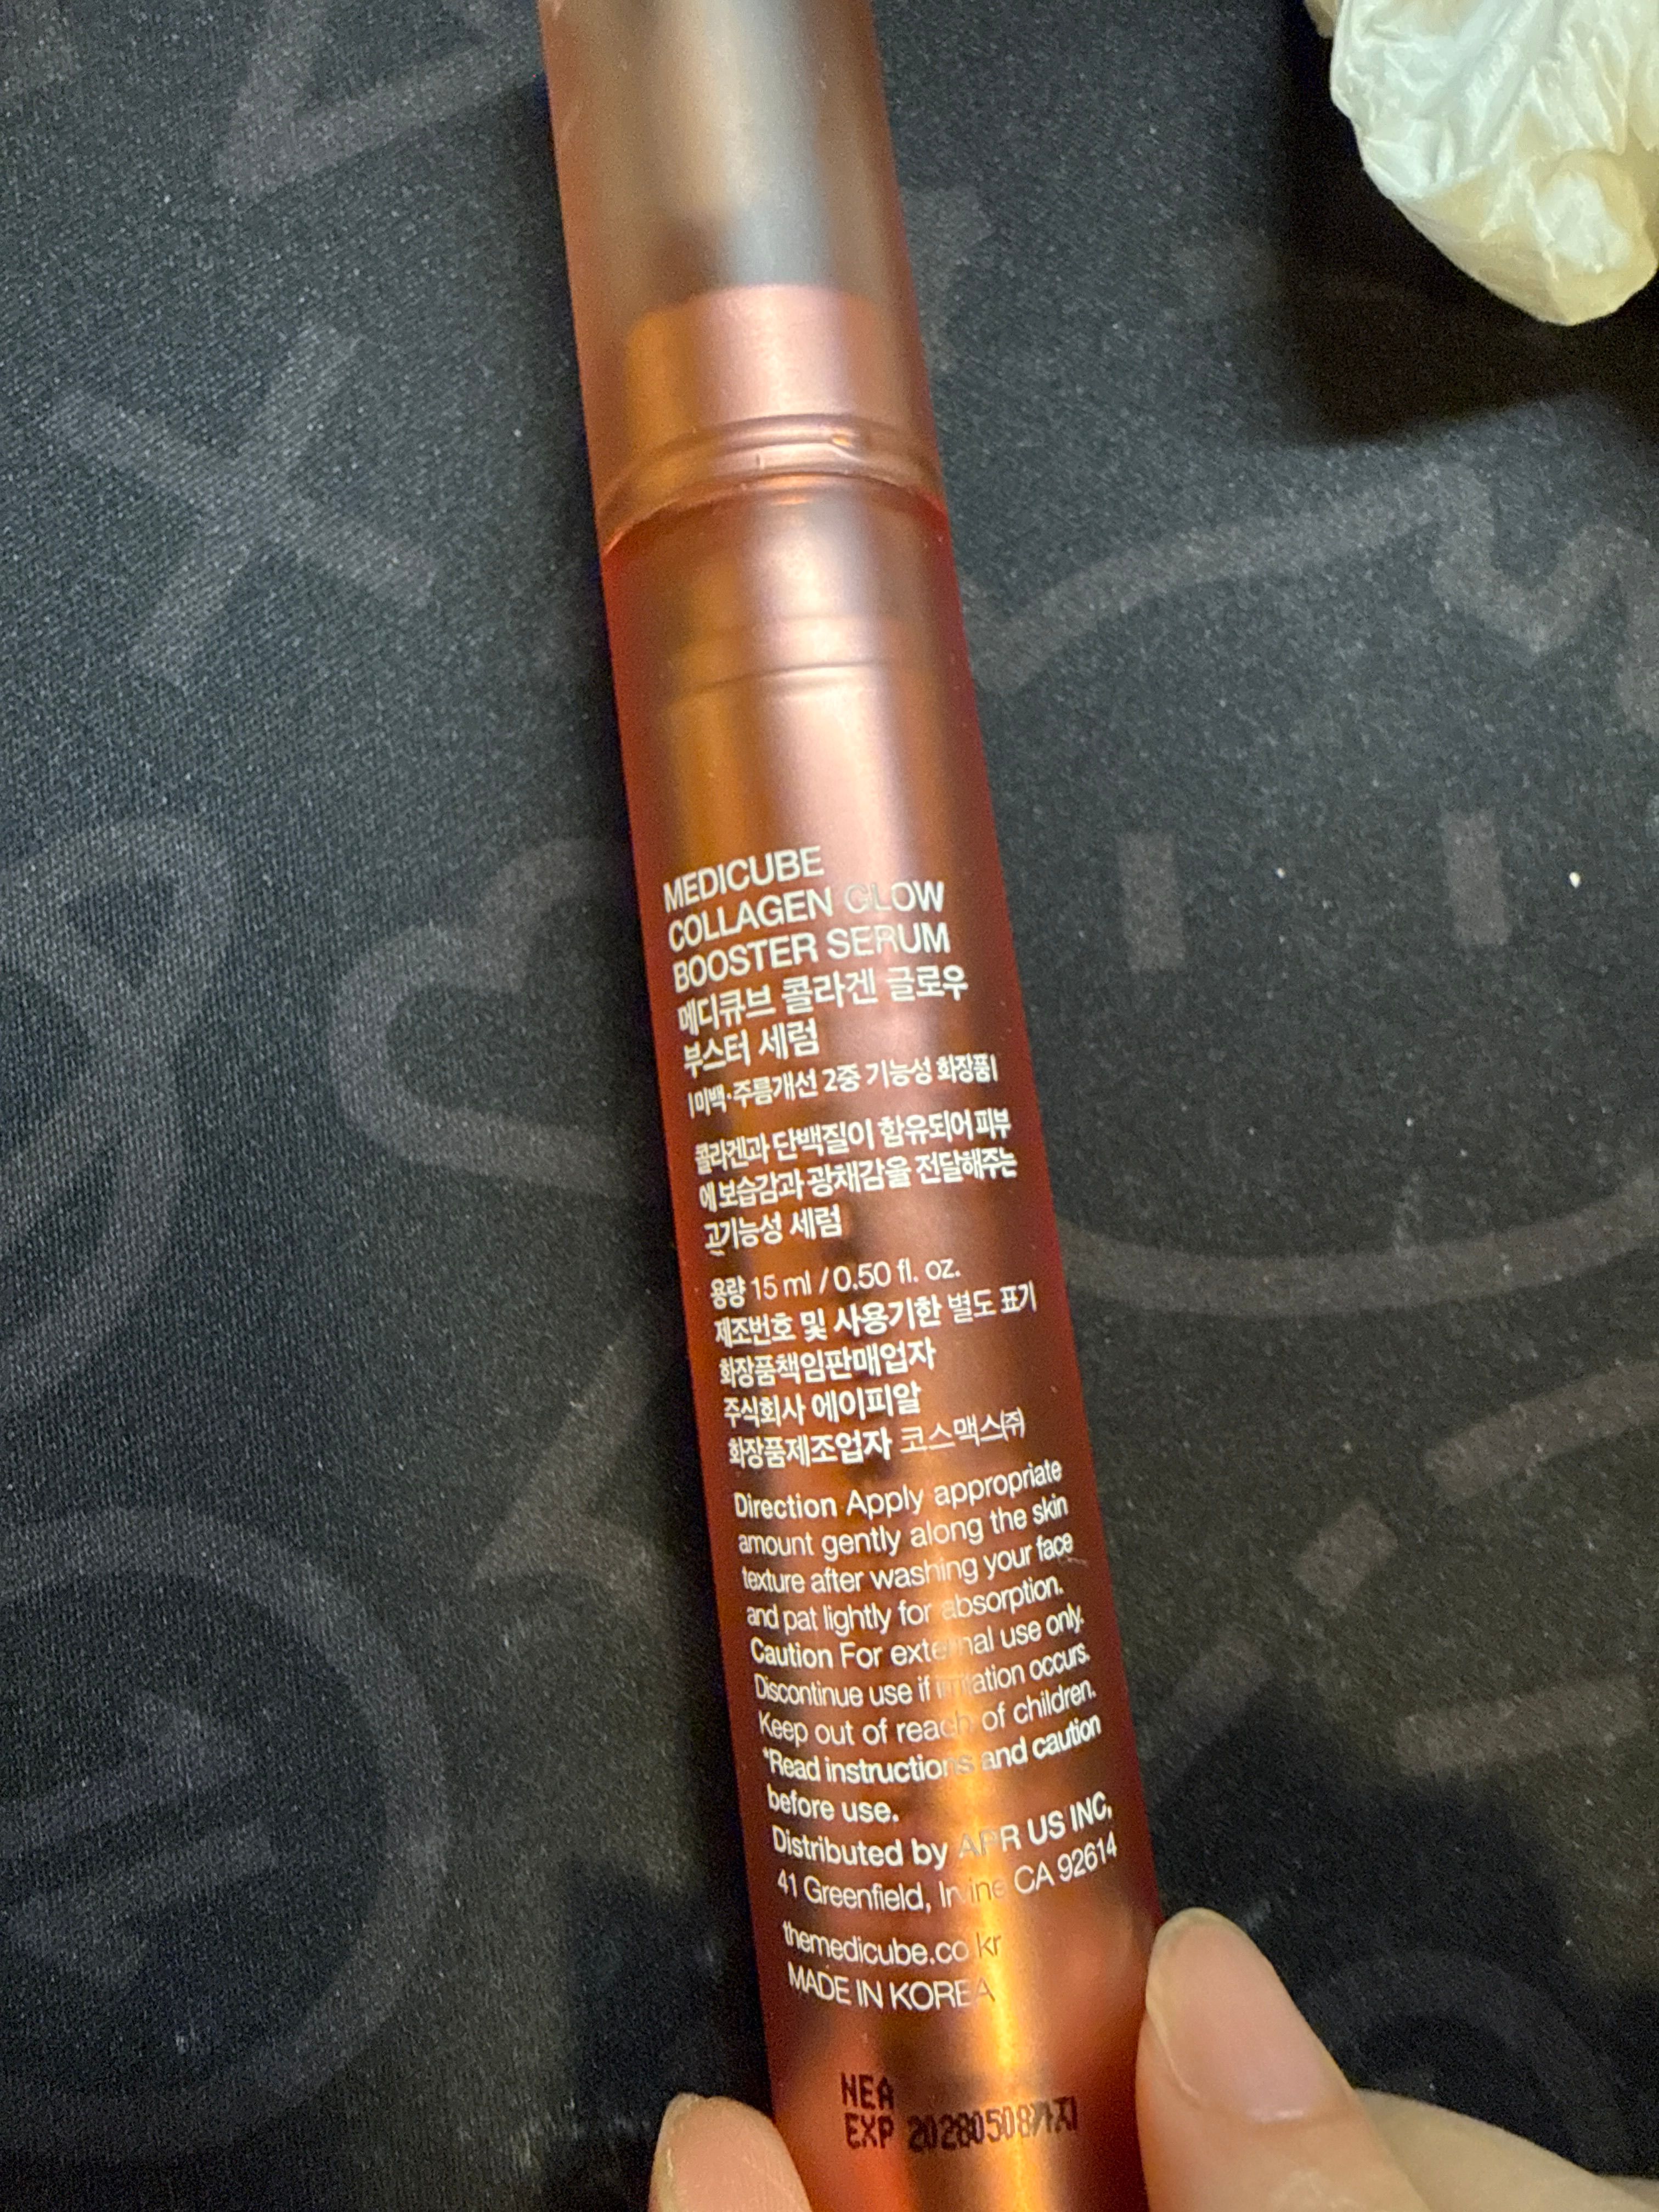 MEDICUBE
COLLAGEN GLOW
BOOSTER SERUM
메디큐브 콜라겐 글로우
부스터 세럼
|미백·주름개선 2중 기능성 화장품|
콜라겐과 단백질이 함유되어 피부
에 보습감과 광채감을 전달해주는
고기능성 세럼
용량 15 ml / 0.50 fl. oz.
제조번호 및 사용기한 별도 표기
화장품책임판매업자
주식회사 에이피알
화장품제조업자 코스맥스㈜
Direction Apply appropriate
amount gently along the skin
texture after washing your face
and pat lightly for absorption.
Caution For external use only.
Discontinue use if irritation occurs.
Keep out of reach of children.
*Read instructions and caution
before use.
Distributed by APR US INC,
41 Greenfield, Irvine CA 92614
themedicube.co.kr
MADE IN KOREA
NEA
EXP 20280508까지